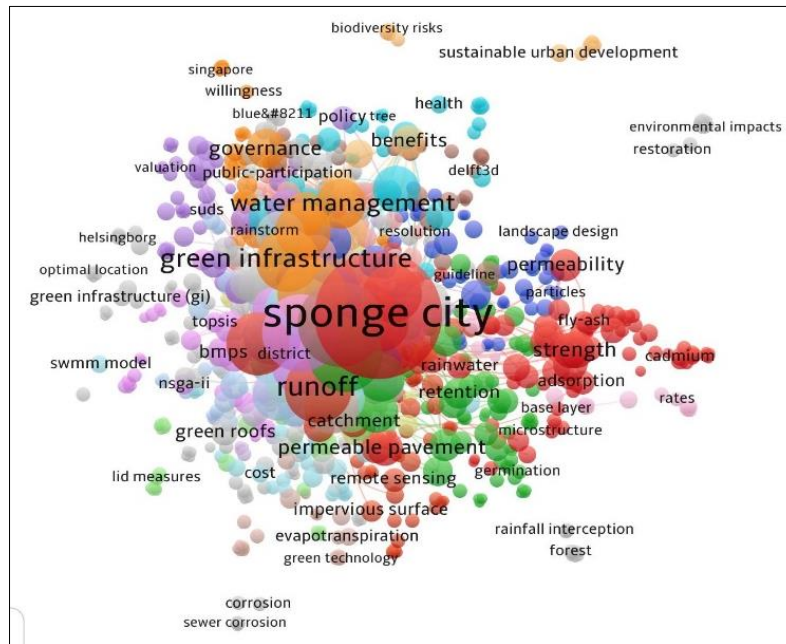 biodiversity risks
sustainable urban development
singapore
willingness
health
blue&#8211
policy
tree
environmental impacts
governance
benefits
restoration
public-participation
valuation
delft3d
suds
water management
rainstorm
resolution
landscape design
helsingborg
green infrastructure
permeability
optimal location
guideline
green infrastructure (gi)
particles
sponge city
topsis
fly-ash
bmps
district
strength
swmm model
rainwater
cadmium
nsga-ii
runoff
adsorption
retention
rates
base layer
catchment
green roofs
microstructure
permeable pavement
lid measures
cost
remote sensing
germination
impervious surface
rainfall interception
evapotranspiration
forest
green technology
corrosion
sewer corrosion